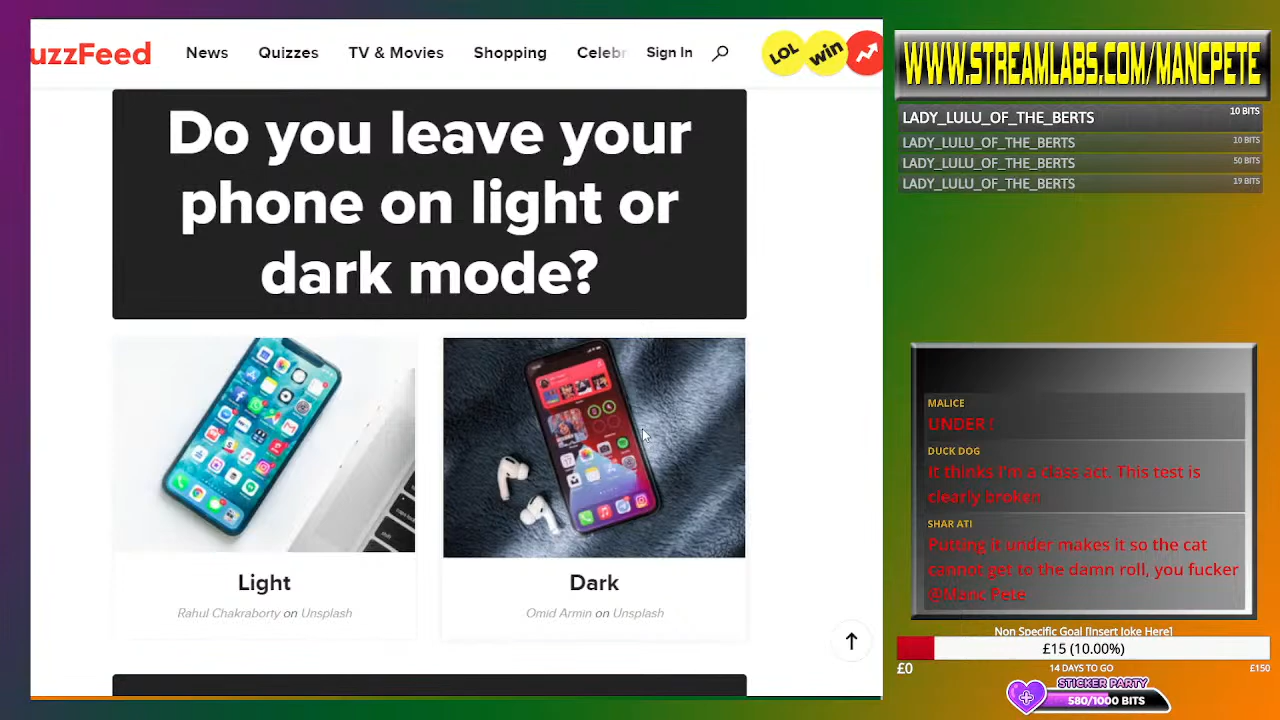 uzzFeed
News Quizzes TV & Movies Shopping Celebr Sign In
LOL
win
Do you leave your
phone on light or
dark mode?
Light
Rahul Chakraborty on Unsplash
Dark
Omid Armin on Unsplash
WWW.STREAMLABS.COM/MANCPETE
LADY_LULU_OF_THE_BERTS 10 BITS
LADY_LULU_OF_THE_BERTS 10 BITS
LADY_LULU_OF_THE_BERTS 50 BITS
LADY_LULU_OF_THE_BERTS 19 BITS
MALICE
UNDER !
DUCK DOG
It thinks I'm a class act. This test is
clearly broken
SHAR ATI
Putting it under makes it so the cat
cannot get to the damn roll, you fucker
@Manc Pete
Non Specific Goal [Insert Joke Here]
£15 (10.00%)
£0 14 DAYS TO GO £150
STICKER PARTY
580/1000 BITS